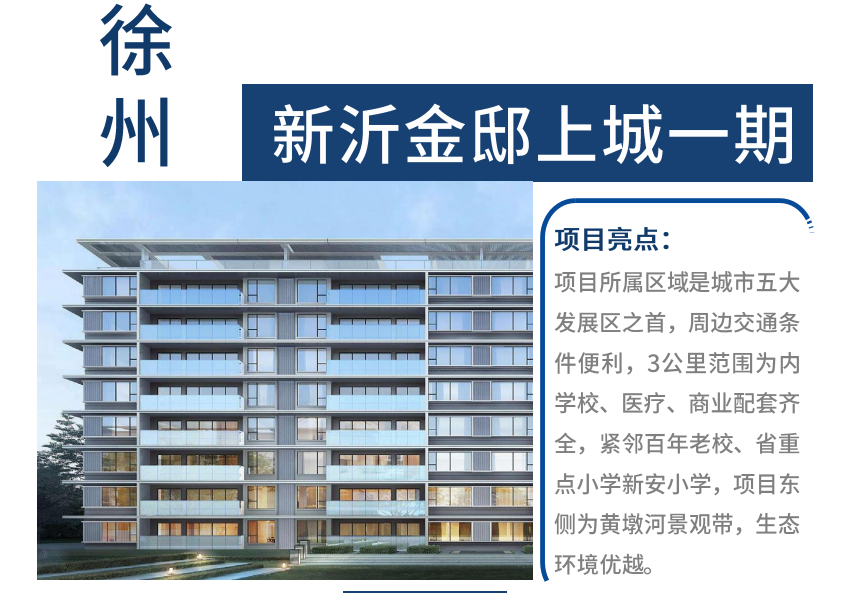 徐
州
新沂金邸上城一期
项目亮点：
项目所属区域是城市五大
发展区之首，周边交通条
件便利，3公里范围为内
学校、医疗、商业配套齐
全，紧邻百年老校、省重
点小学新安小学，项目东
侧为黄墩河景观带，生态
环境优越。